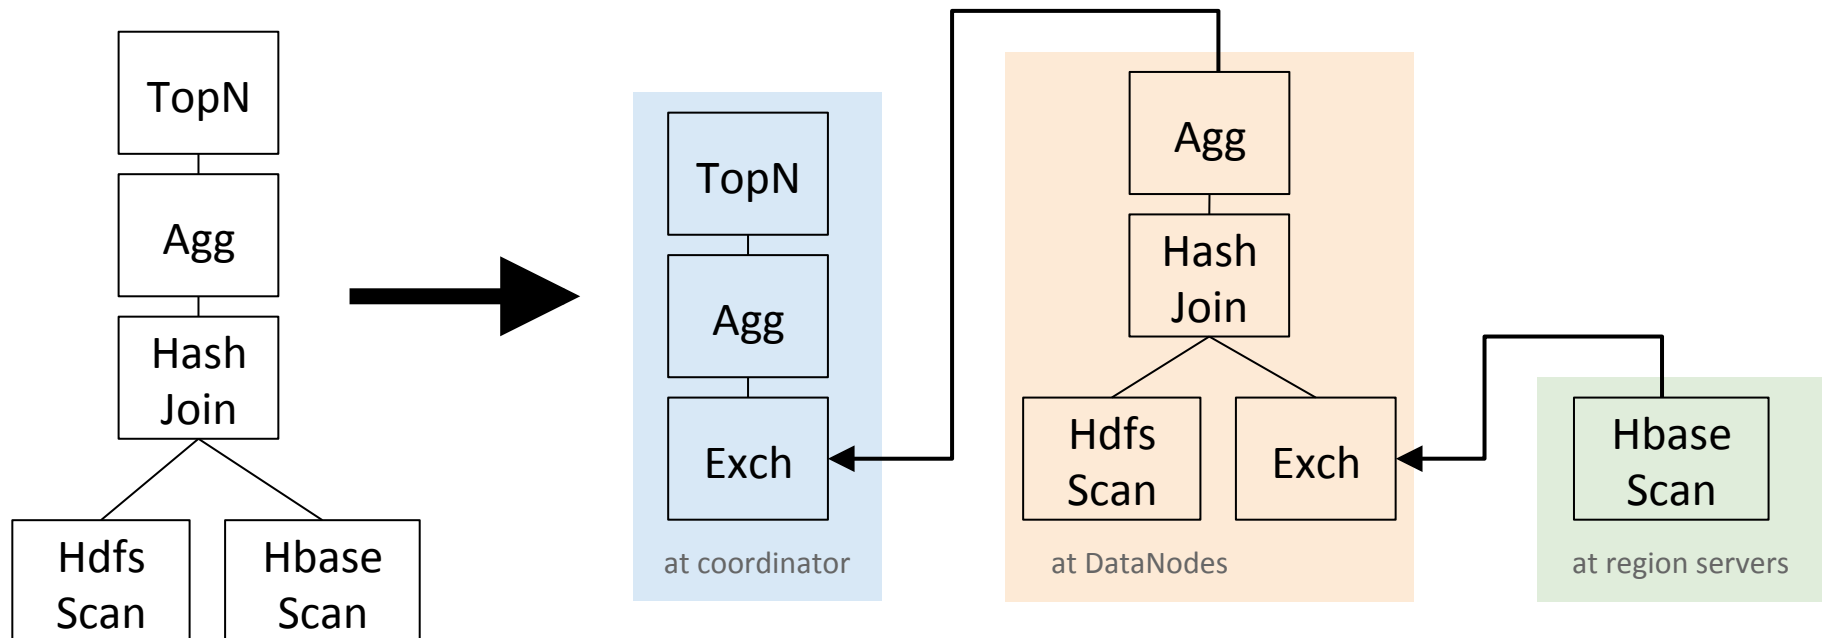 TopN
Agg
Hash
Join
Hdfs
Scan
Hbase
Scan
TopN
Agg
Exch
at coordinator
Agg
Hash
Join
Hdfs
Scan
Exch
at DataNodes
Hbase
Scan
at region servers